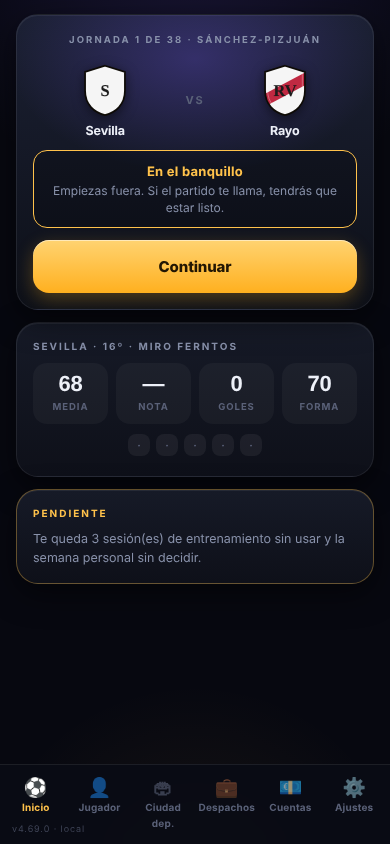 JORNADA 1 DE 38 · SÁNCHEZ-PIZJUÁN
S
VS
RV
Sevilla
Rayo
En el banquillo
Empiezas fuera. Si el partido te llama, tendrás que
estar listo.
Continuar
SEVILLA · 16º · MIRO FERNTOS
68
—
0
70
MEDIA
NOTA
GOLES
FORMA
· · · · ·
PENDIENTE
Te queda 3 sesión(es) de entrenamiento sin usar y la
semana personal sin decidir.
Inicio
Jugador
Ciudad
dep.
Despachos
Cuentas
Ajustes
v4.69.0 · local